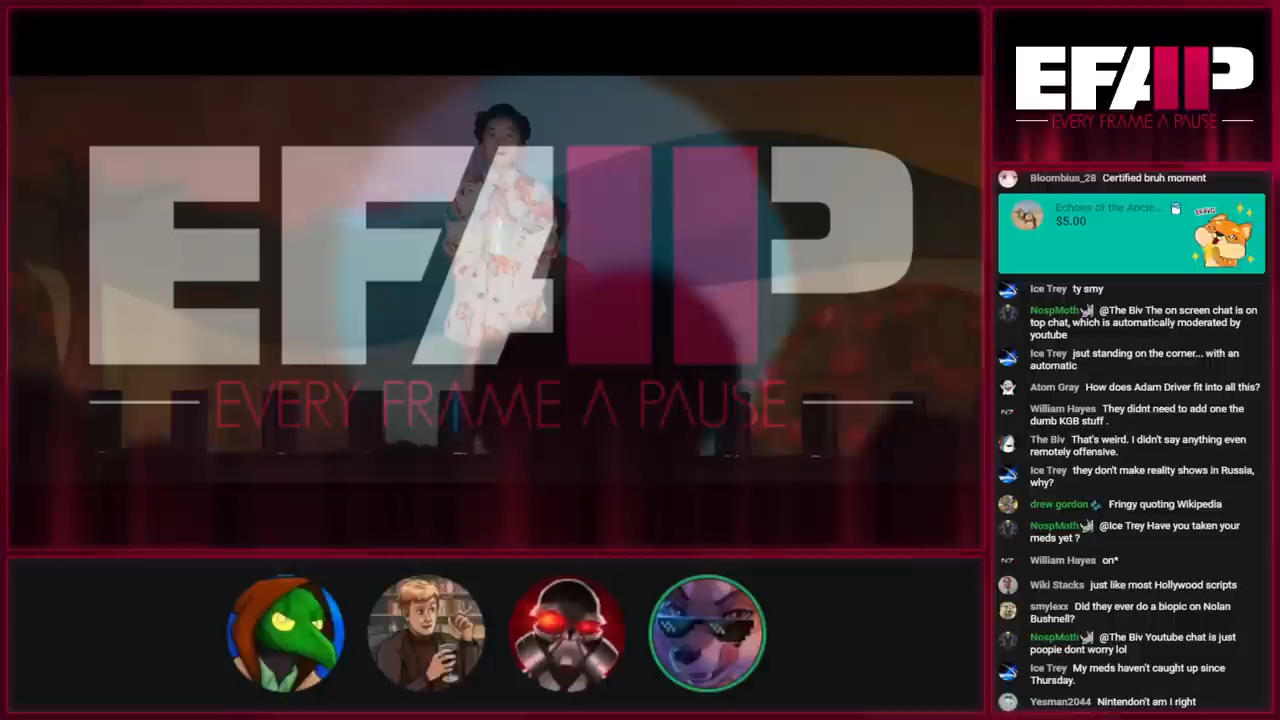 EFAP
EVERY FRAME A PAUSE
EFAP
EVERY FRAME A PAUSE
Bloombius_28 Certified bruh moment
Echoes of the Ancie...
$5.00
Ice Trey ty smy
NospMoth @The Biv The on screen chat is on
top chat, which is automatically moderated by
youtube
Ice Trey jsut standing on the corner... with an
automatic
Atom Gray How does Adam Driver fit into all this?
William Hayes They didnt need to add one the
dumb KGB stuff .
The Biv That's weird. I didn't say anything even
remotely offensive.
Ice Trey they don't make reality shows in Russia,
why?
drew gordon Fringy quoting Wikipedia
NospMoth @Ice Trey Have you taken your
meds yet ?
N7 William Hayes on*
Wiki Stacks just like most Hollywood scripts
smylexx Did they ever do a biopic on Nolan
Bushnell?
NospMoth @The Biv Youtube chat is just
poopie dont worry lol
Ice Trey My meds haven't caught up since
Thursday.
Yesman2044 Nintendon't am I right